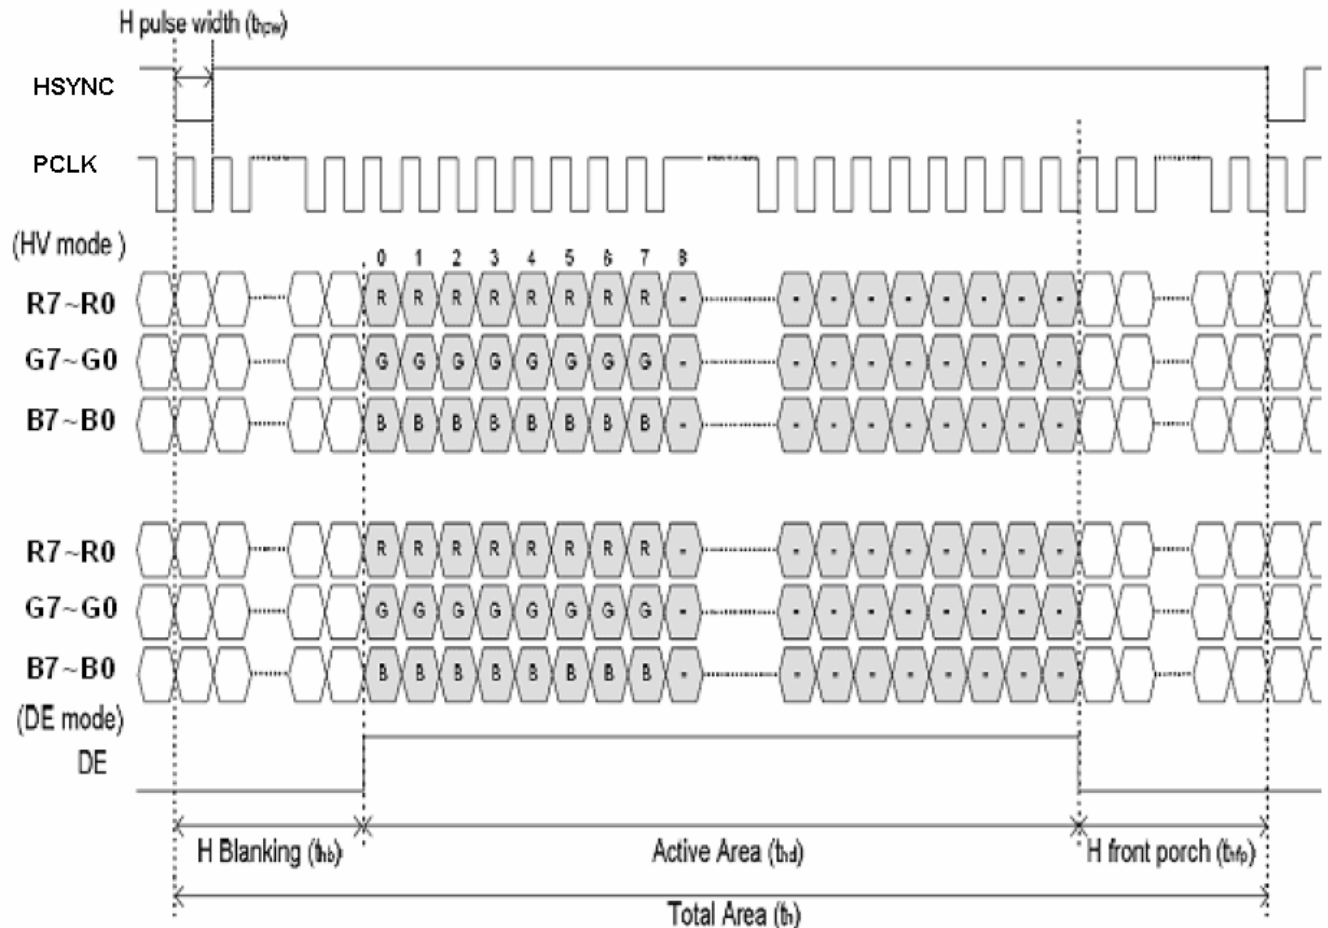 H pulse width (thpw)
HSYNC
PCLK
(HV mode )
0 1 2 3 4 5 6 7 8
R7~R0 R R R R R R R R - - - - - - - - -
G7~G0 G G G G G G G G - - - - - - - - -
B7~B0 B B B B B B B B - - - - - - - - -
R7~R0 R R R R R R R R - - - - - - - - -
G7~G0 G G G G G G G G - - - - - - - - -
B7~B0 B B B B B B B B - - - - - - - - -
(DE mode)
DE
H Blanking (thb) Active Area (thd) H front porch (thfp)
Total Area (th)